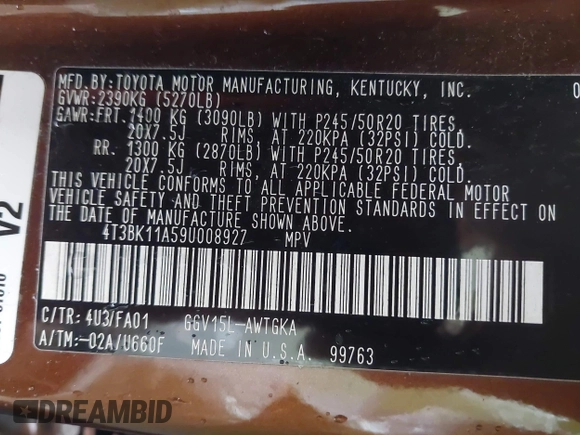 MFD.BY:TOYOTA MOTOR MANUFACTURING, KENTUCKY, INC.
GVWR:2390KG (5270LB)
GAWR:FRT. 1400 KG (3090LB) WITH P245/50R20 TIRES,
20X7.5J RIMS, AT 220KPA (32PSI) COLD.
RR. 1300 KG (2870LB) WITH P245/50R20 TIRES,
20X7.5J RIMS, AT 220KPA (32PSI) COLD.
THIS VEHICLE CONFORMS TO ALL APPLICABLE FEDERAL MOTOR
VEHICLE SAFETY AND THEFT PREVENTION STANDARDS IN EFFECT ON
THE DATE OF MANUFACTURE SHOWN ABOVE.
4T3BK11A59U008927 MPV
C/TR: 4U3/FA01 GGV15L-AWTGKA
A/TM:-02A/U660F MADE IN U.S.A. 99763
V2
DREAMBID